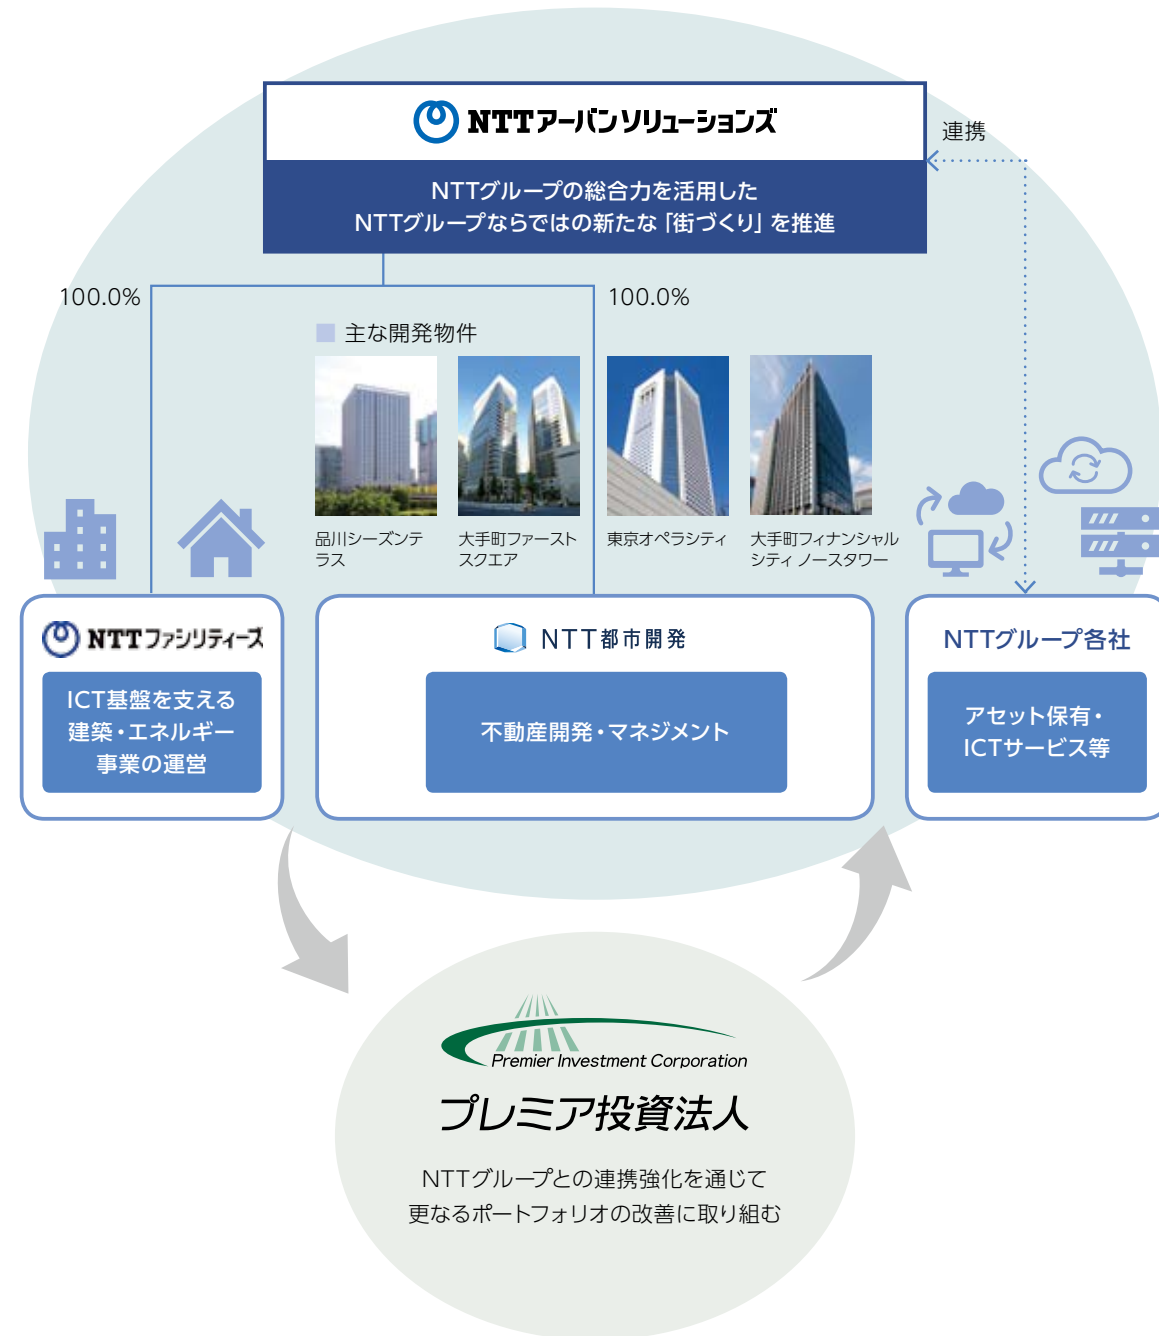 NTTアーバンソリューションズ
連携
NTTグループの総合力を活用した
NTTグループならではの新たな「街づくり」を推進
100.0%
100.0%
主な開発物件
品川シーズンテ
ラス
大手町ファースト
スクエア
東京オペラシティ
大手町フィナンシャル
シティ ノースタワー
NTTファシリティーズ
ICT基盤を支える
建築・エネルギー
事業の運営
NTT都市開発
不動産開発・マネジメント
NTTグループ各社
アセット保有・
ICTサービス等
Premier Investment Corporation
プレミア投資法人
NTTグループとの連携強化を通じて
更なるポートフォリオの改善に取り組む